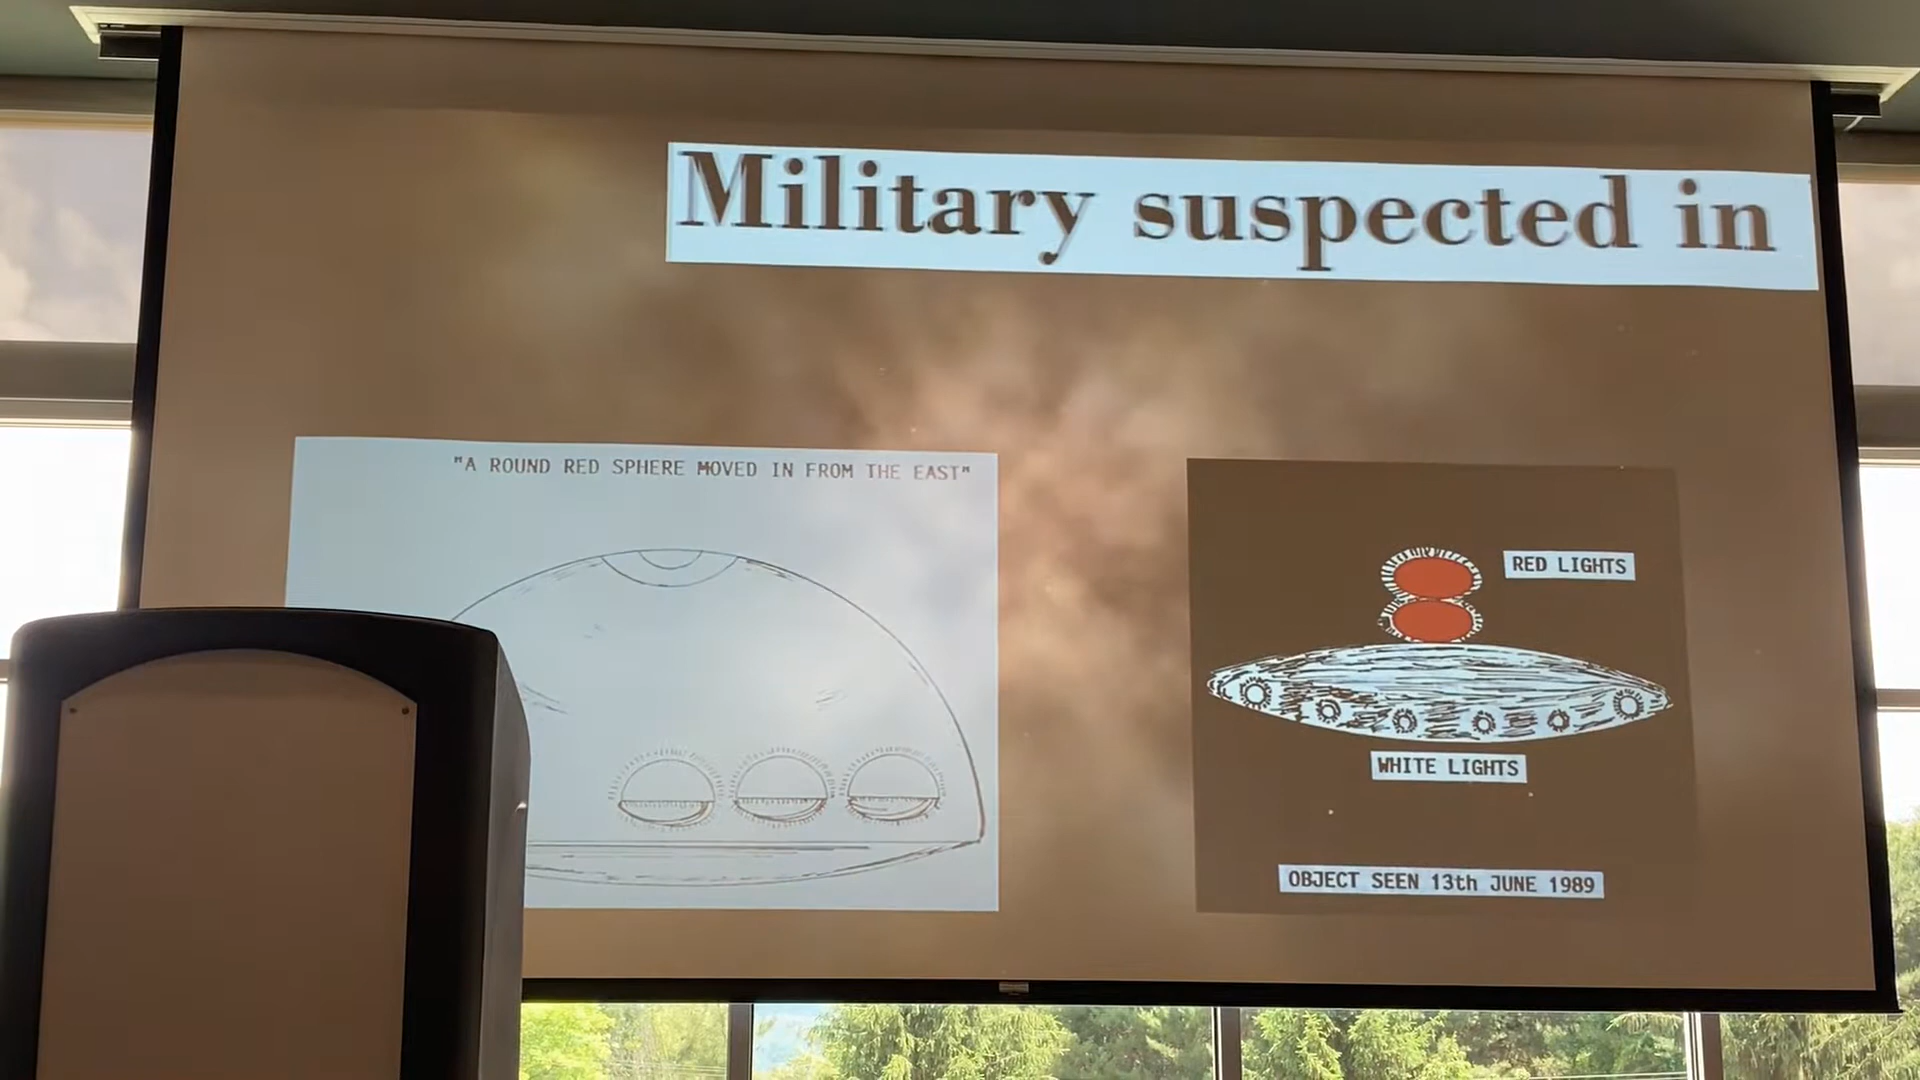 Military suspected in
"A ROUND RED SPHERE MOVED IN FROM THE EAST"
RED LIGHTS
WHITE LIGHTS
OBJECT SEEN 13th JUNE 1989